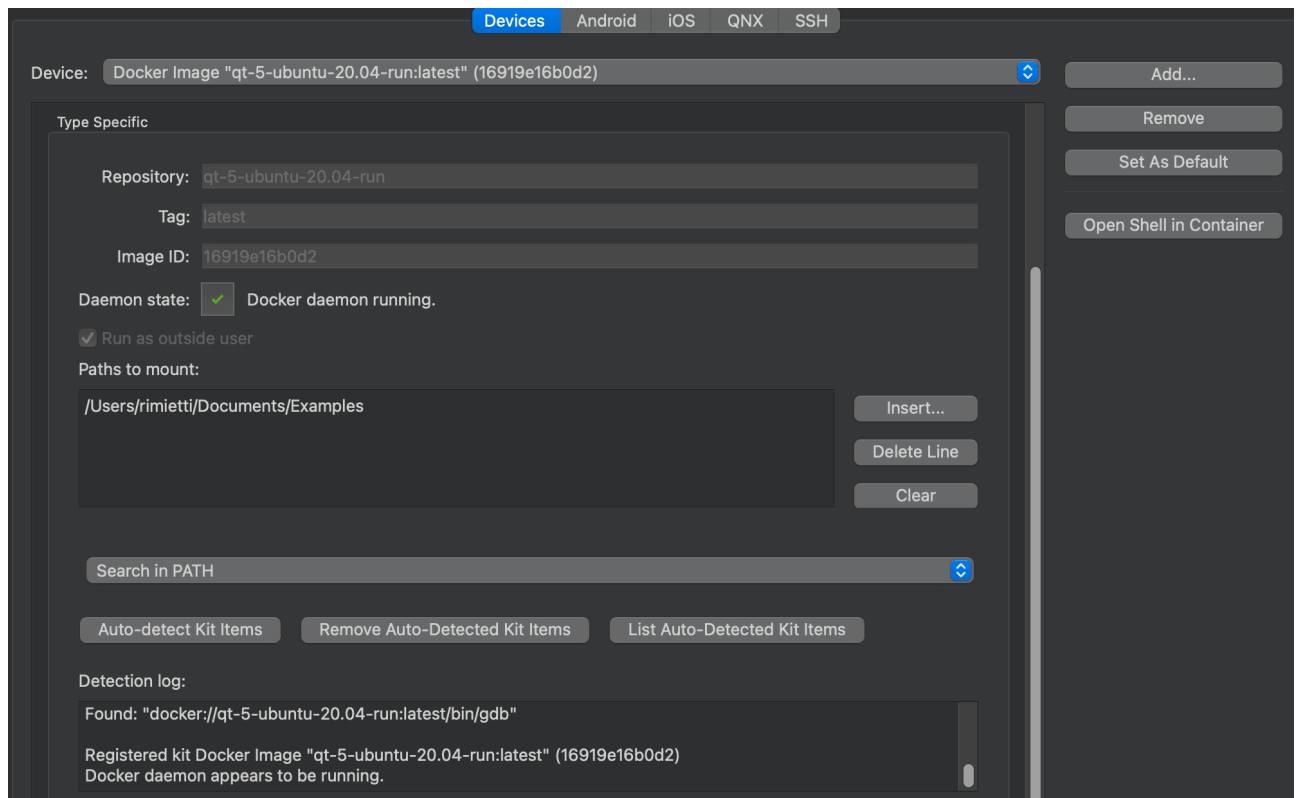 Devices Android iOS QNX SSH
Device: Docker Image "qt-5-ubuntu-20.04-run:latest" (16919e16b0d2)
Add...
Remove
Set As Default
Open Shell in Container
Type Specific
Repository: qt-5-ubuntu-20.04-run
Tag: latest
Image ID: 16919e16b0d2
Daemon state: Docker daemon running.
Run as outside user
Paths to mount:
/Users/rimietti/Documents/Examples
Insert...
Delete Line
Clear
Search in PATH
Auto-detect Kit Items Remove Auto-Detected Kit Items List Auto-Detected Kit Items
Detection log:
Found: "docker://qt-5-ubuntu-20.04-run:latest/bin/gdb"
Registered kit Docker Image "qt-5-ubuntu-20.04-run:latest" (16919e16b0d2)
Docker daemon appears to be running.